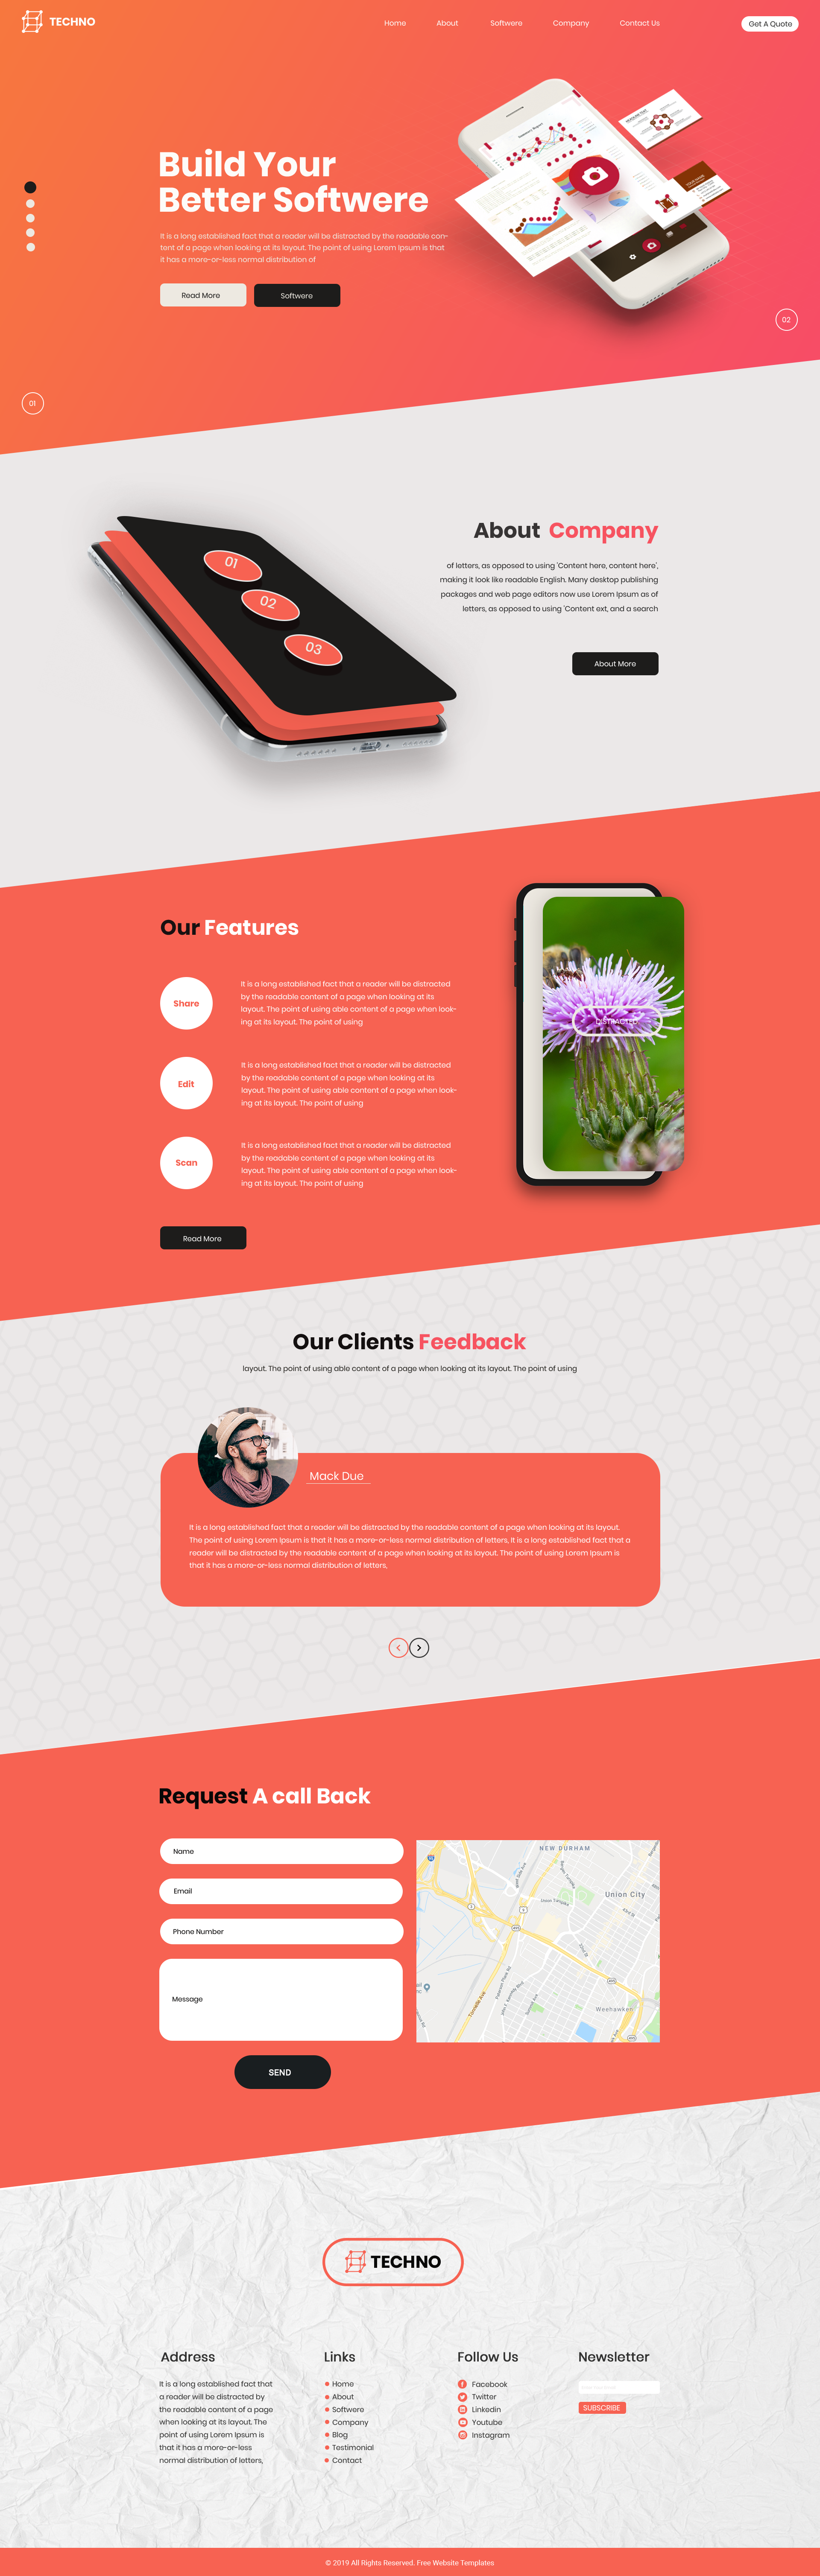 TECHNO
Home About Softwere Company Contact Us Get A Quote
Build Your
Better Softwere
It is a long established fact that a reader will be distracted by the readable con-
tent of a page when looking at its layout. The point of using Lorem Ipsum is that
it has a more-or-less normal distribution of
Read More Softwere
02
01
About Company
of letters, as opposed to using 'Content here, content here',
making it look like readable English. Many desktop publishing
packages and web page editors now use Lorem Ipsum as of
letters, as opposed to using 'Content ext, and a search
About More
01
02
03
Our Features
Share
It is a long established fact that a reader will be distracted
by the readable content of a page when looking at its
layout. The point of using able content of a page when look-
ing at its layout. The point of using
Edit
It is a long established fact that a reader will be distracted
by the readable content of a page when looking at its
layout. The point of using able content of a page when look-
ing at its layout. The point of using
Scan
It is a long established fact that a reader will be distracted
by the readable content of a page when looking at its
layout. The point of using able content of a page when look-
ing at its layout. The point of using
Read More
DISTRACTED
Our Clients Feedback
layout. The point of using able content of a page when looking at its layout. The point of using
Mack Due
It is a long established fact that a reader will be distracted by the readable content of a page when looking at its layout.
The point of using Lorem Ipsum is that it has a more-or-less normal distribution of letters, It is a long established fact that a
reader will be distracted by the readable content of a page when looking at its layout. The point of using Lorem Ipsum is
that it has a more-or-less normal distribution of letters,
Request A call Back
Name
Email
Phone Number
Message
SEND
NEW DURHAM
Union City
Union Turnpike
Tonnelle Ave
Weehawken
TECHNO
Address
It is a long established fact that
a reader will be distracted by
the readable content of a page
when looking at its layout. The
point of using Lorem Ipsum is
that it has a more-or-less
normal distribution of letters,
Links
Home
About
Softwere
Company
Blog
Testimonial
Contact
Follow Us
Facebook
Twitter
Linkedin
Youtube
Instagram
Newsletter
SUBSCRIBE
© 2019 All Rights Reserved. Free Website Templates